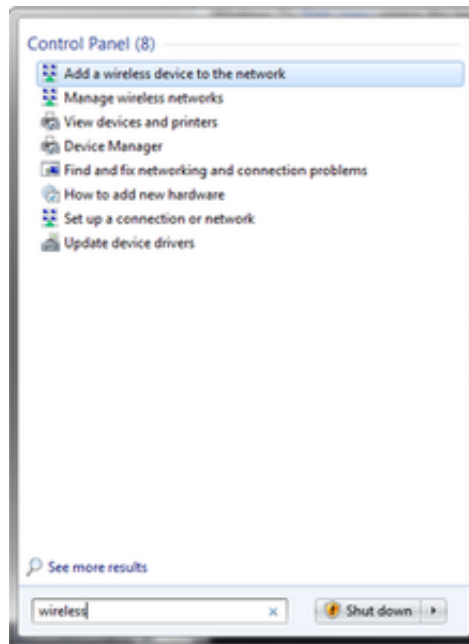 Control Panel (8)
Add a wireless device to the network
Manage wireless networks
View devices and printers
Device Manager
Find and fix networking and connection problems
How to add new hardware
Set up a connection or network
Update device drivers
See more results
wireless
Shut down